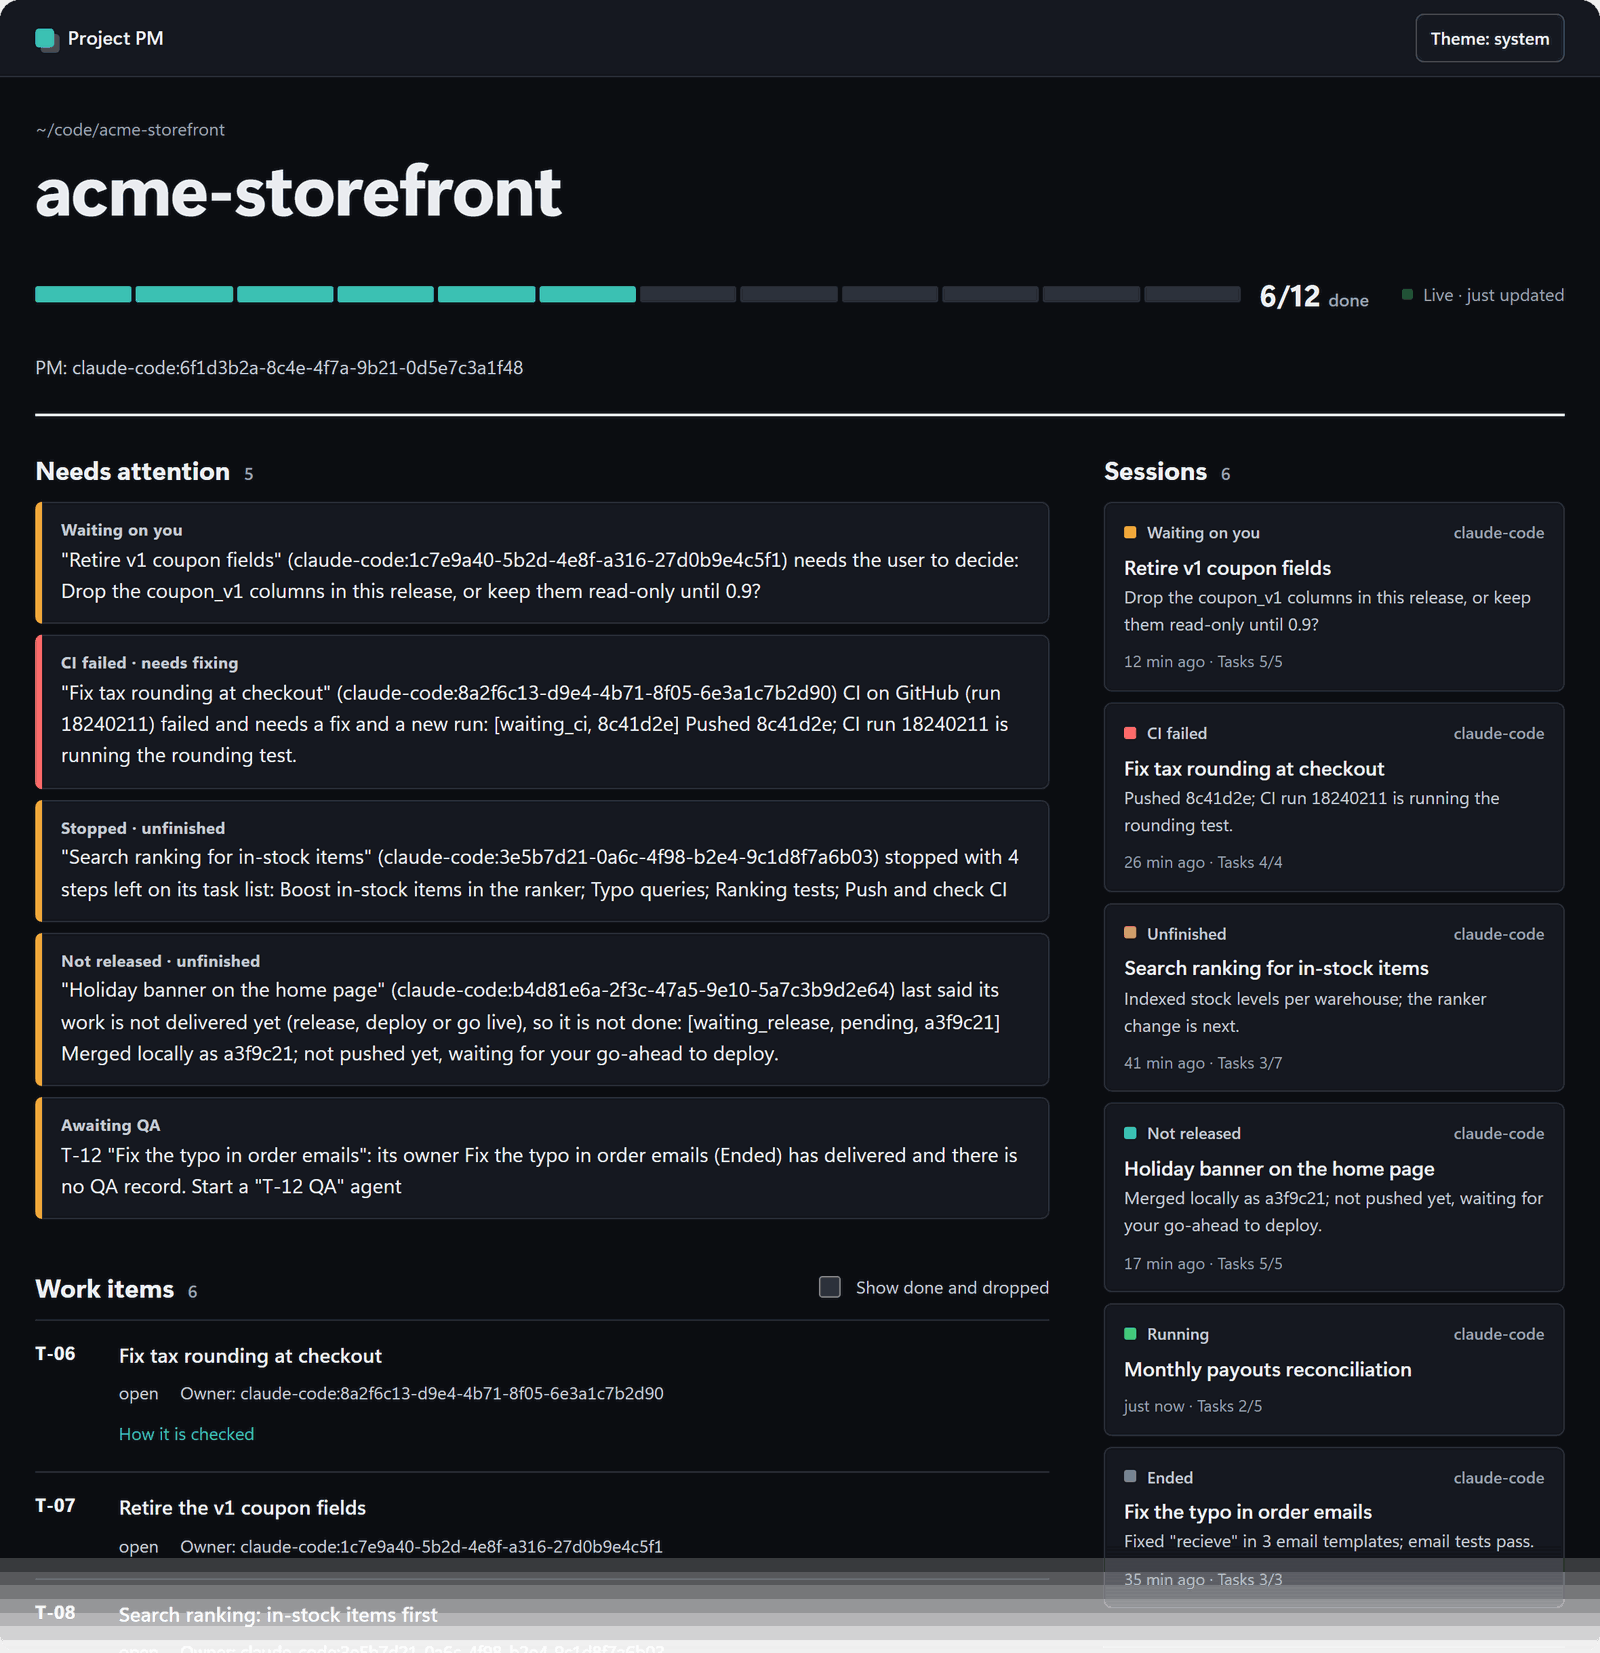 Project PM
Theme: system
~/code/acme-storefront
acme-storefront
6/12 done
Live · just updated
PM: claude-code:6f1d3b2a-8c4e-4f7a-9b21-0d5e7c3a1f48
Needs attention 5
Waiting on you
"Retire v1 coupon fields" (claude-code:1c7e9a40-5b2d-4e8f-a316-27d0b9e4c5f1) needs the user to decide:
Drop the coupon_v1 columns in this release, or keep them read-only until 0.9?
CI failed · needs fixing
"Fix tax rounding at checkout" (claude-code:8a2f6c13-d9e4-4b71-8f05-6e3a1c7b2d90) CI on GitHub (run
18240211) failed and needs a fix and a new run: [waiting_ci, 8c41d2e] Pushed 8c41d2e; CI run 18240211 is
running the rounding test.
Stopped · unfinished
"Search ranking for in-stock items" (claude-code:3e5b7d21-0a6c-4f98-b2e4-9c1d8f7a6b03) stopped with 4
steps left on its task list: Boost in-stock items in the ranker; Typo queries; Ranking tests; Push and check CI
Not released · unfinished
"Holiday banner on the home page" (claude-code:b4d81e6a-2f3c-47a5-9e10-5a7c3b9d2e64) last said its
work is not delivered yet (release, deploy or go live), so it is not done: [waiting_release, pending, a3f9c21]
Merged locally as a3f9c21; not pushed yet, waiting for your go-ahead to deploy.
Awaiting QA
T-12 "Fix the typo in order emails": its owner Fix the typo in order emails (Ended) has delivered and there is
no QA record. Start a "T-12 QA" agent
Work items 6
Show done and dropped
T-06
Fix tax rounding at checkout
open Owner: claude-code:8a2f6c13-d9e4-4b71-8f05-6e3a1c7b2d90
How it is checked
T-07
Retire the v1 coupon fields
open Owner: claude-code:1c7e9a40-5b2d-4e8f-a316-27d0b9e4c5f1
T-08
Search ranking: in-stock items first
Sessions 6
Waiting on you
claude-code
Retire v1 coupon fields
Drop the coupon_v1 columns in this release, or keep
them read-only until 0.9?
12 min ago · Tasks 5/5
CI failed
claude-code
Fix tax rounding at checkout
Pushed 8c41d2e; CI run 18240211 is running the
rounding test.
26 min ago · Tasks 4/4
Unfinished
claude-code
Search ranking for in-stock items
Indexed stock levels per warehouse; the ranker
change is next.
41 min ago · Tasks 3/7
Not released
claude-code
Holiday banner on the home page
Merged locally as a3f9c21; not pushed yet, waiting for
your go-ahead to deploy.
17 min ago · Tasks 5/5
Running
claude-code
Monthly payouts reconciliation
just now · Tasks 2/5
Ended
claude-code
Fix the typo in order emails
Fixed "recieve" in 3 email templates; email tests pass.
35 min ago · Tasks 3/3